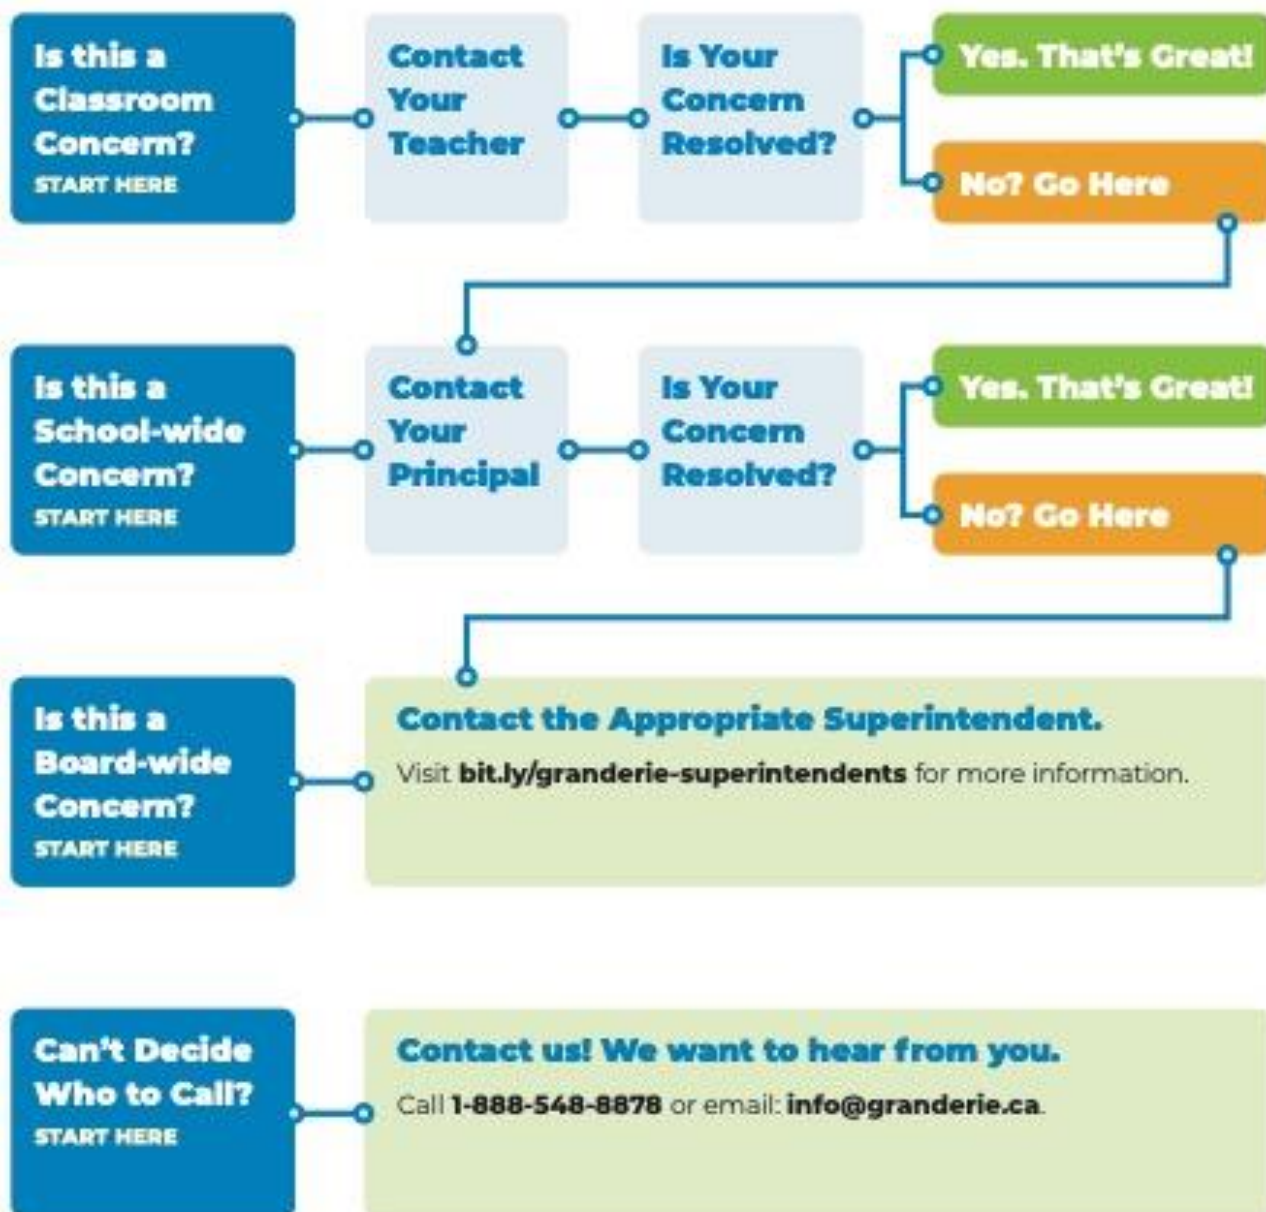 Is this a
Classroom
Concern?
START HERE
Contact
Your
Teacher
Is Your
Concern
Resolved?
Yes. That's Great!
No? Go Here
Is this a
School-wide
Concern?
START HERE
Contact
Your
Principal
Is Your
Concern
Resolved?
Yes. That's Great!
No? Go Here
Is this a
Board-wide
Concern?
START HERE
Contact the Appropriate Superintendent.
Visit bit.ly/granderie-superintendents for more information.
Can't Decide
Who to Call?
START HERE
Contact us! We want to hear from you.
Call 1-888-548-8878 or email: info@granderie.ca.